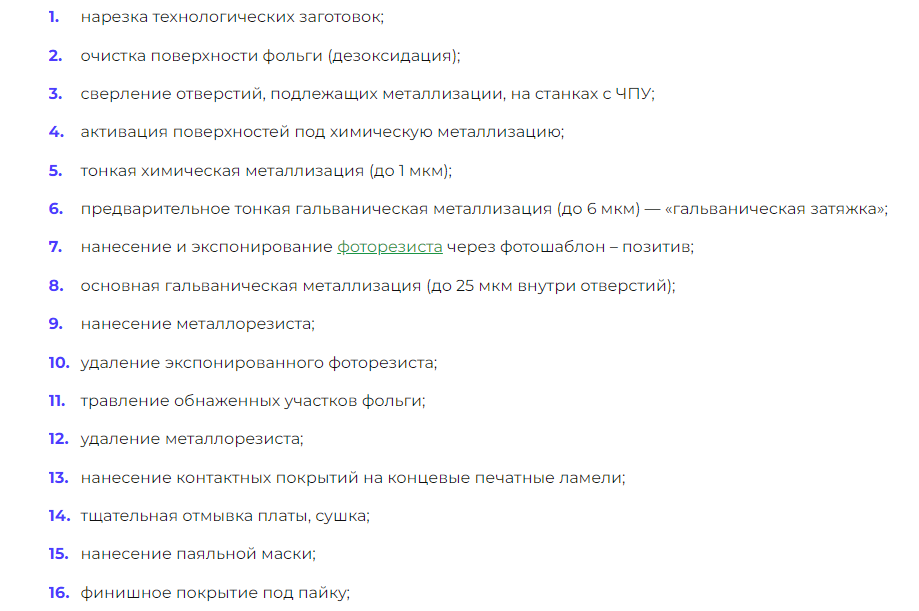 1. нарезка технологических заготовок;
2. очистка поверхности фольги (дезоксидация);
3. сверление отверстий, подлежащих металлизации, на станках с ЧПУ;
4. активация поверхностей под химическую металлизацию;
5. тонкая химическая металлизация (до 1 мкм);
6. предварительное тонкая гальваническая металлизация (до 6 мкм) — «гальваническая затяжка»;
7. нанесение и экспонирование фоторезиста через фотошаблон – позитив;
8. основная гальваническая металлизация (до 25 мкм внутри отверстий);
9. нанесение металлорезиста;
10. удаление экспонированного фоторезиста;
11. травление обнаженных участков фольги;
12. удаление металлорезиста;
13. нанесение контактных покрытий на концевые печатные ламели;
14. тщательная отмывка платы, сушка;
15. нанесение паяльной маски;
16. финишное покрытие под пайку;